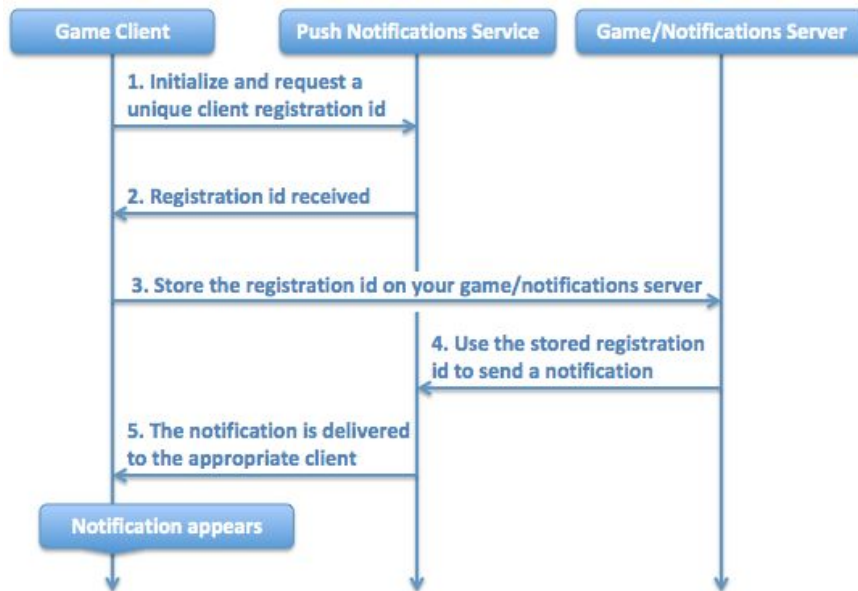 Game Client
Push Notifications Service
Game/Notifications Server
1. Initialize and request a
unique client registration id
2. Registration id received
3. Store the registration id on your game/notifications server
4. Use the stored registration
id to send a notification
5. The notification is delivered
to the appropriate client
Notification appears